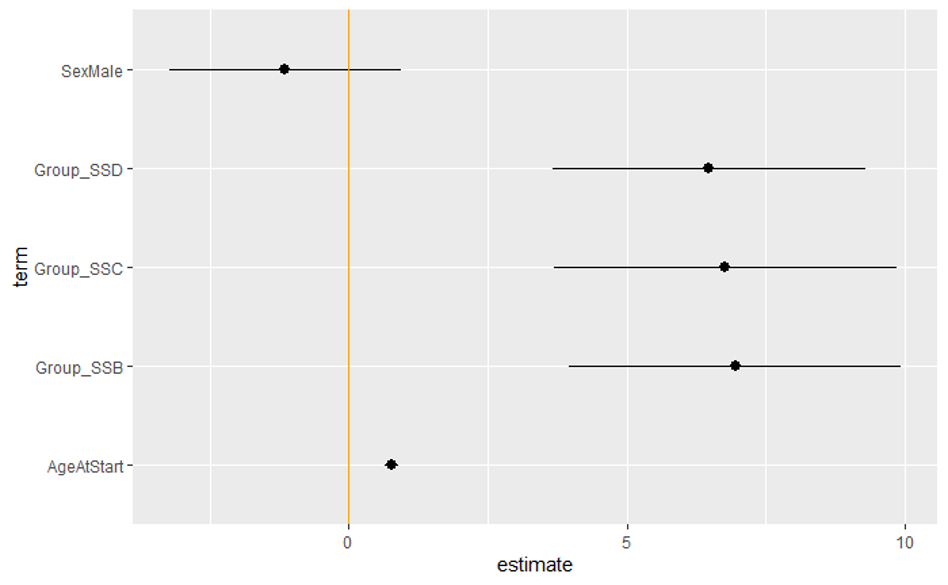 SexMale
Group_SSD
Group_SSC
Group_SSB
AgeAtStart
term
0 5 10
estimate